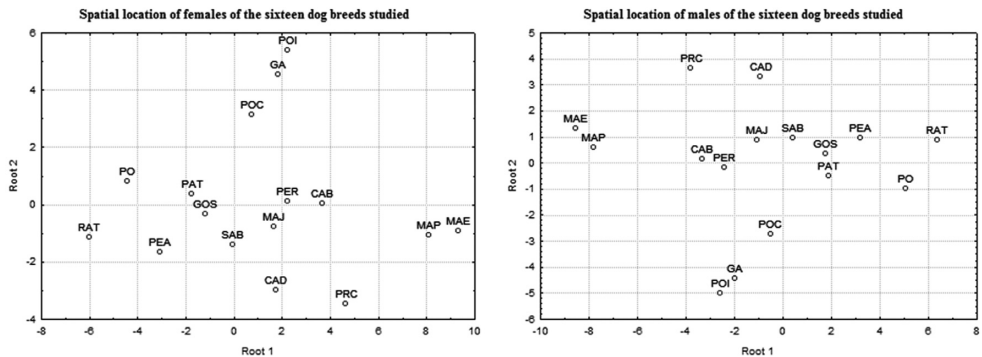 Spatial location of females of the sixteen dog breeds studied
6
4
2
0
-2
-4
Root 2
POI
GA
POC
PO
PAT
GOS
PER
CAB
MAJ
RAT
PEA
SAB
MAP
MAE
CAD
PRC
-8 -6 -4 -2 0 2 4 6 8 10
Root 1
Spatial location of males of the sixteen dog breeds studied
5
4
3
2
1
0
-1
-2
-3
-4
-5
-6
Root 2
PRC
CAD
MAE
MAP
MAJ
SAB
PEA
RAT
CAB
PER
GOS
PAT
PO
POC
GA
POI
-10 -8 -6 -4 -2 0 2 4 6 8
Root 1